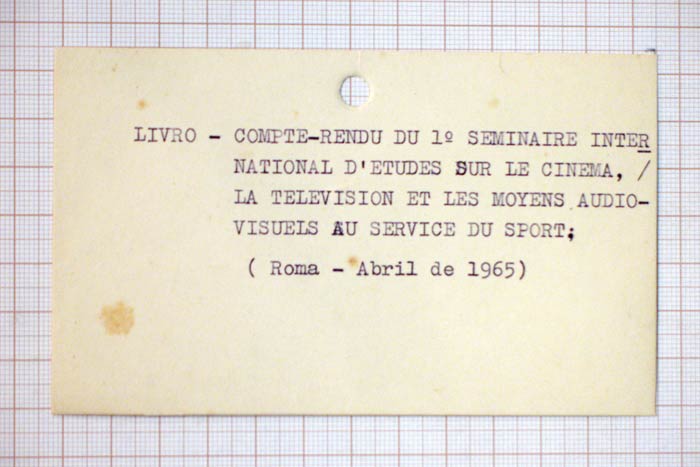 LIVRO - COMPTE-RENDU DU 1º SEMINAIRE INTER
NATIONAL D'ETUDES SUR LE CINEMA, /
LA TELEVISION ET LES MOYENS AUDIO-
VISUELS AU SERVICE DU SPORT;
( Roma - Abril de 1965)